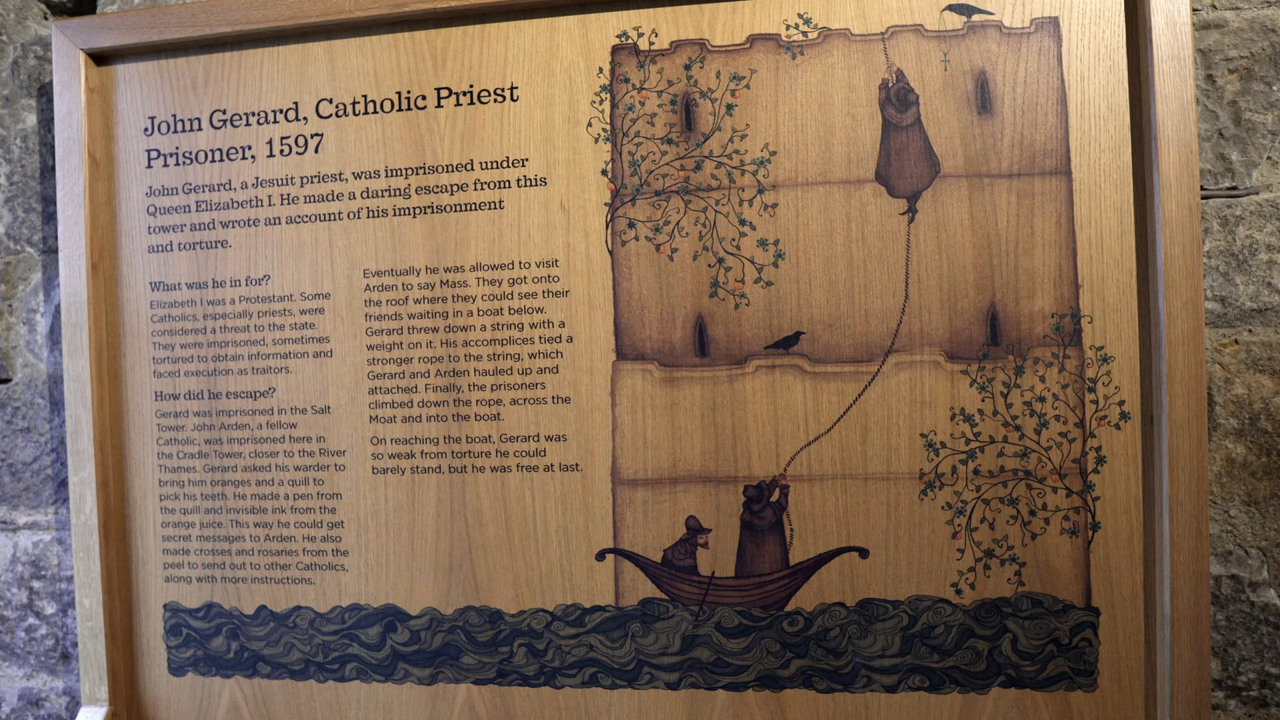 John Gerard, Catholic Priest
Prisoner, 1597
John Gerard, a Jesuit priest, was imprisoned under
Queen Elizabeth I. He made a daring escape from this
tower and wrote an account of his imprisonment
and torture.
What was he in for?
Elizabeth I was a Protestant. Some
Catholics, especially priests, were
considered a threat to the state.
They were imprisoned, sometimes
tortured to obtain information and
faced execution as traitors.
How did he escape?
Gerard was imprisoned in the Salt
Tower. John Arden, a fellow
Catholic, was imprisoned here in
the Cradle Tower, closer to the River
Thames. Gerard asked his warder to
bring him oranges and a quill to
pick his teeth. He made a pen from
the quill and invisible ink from the
orange juice. This way he could get
secret messages to Arden. He also
made crosses and rosaries from the
peel to send out to other Catholics,
along with more instructions.
Eventually he was allowed to visit
Arden to say Mass. They got onto
the roof where they could see their
friends waiting in a boat below.
Gerard threw down a string with a
weight on it. His accomplices tied a
stronger rope to the string, which
Gerard and Arden hauled up and
attached. Finally, the prisoners
climbed down the rope, across the
Moat and into the boat.
On reaching the boat, Gerard was
so weak from torture he could
barely stand, but he was free at last.